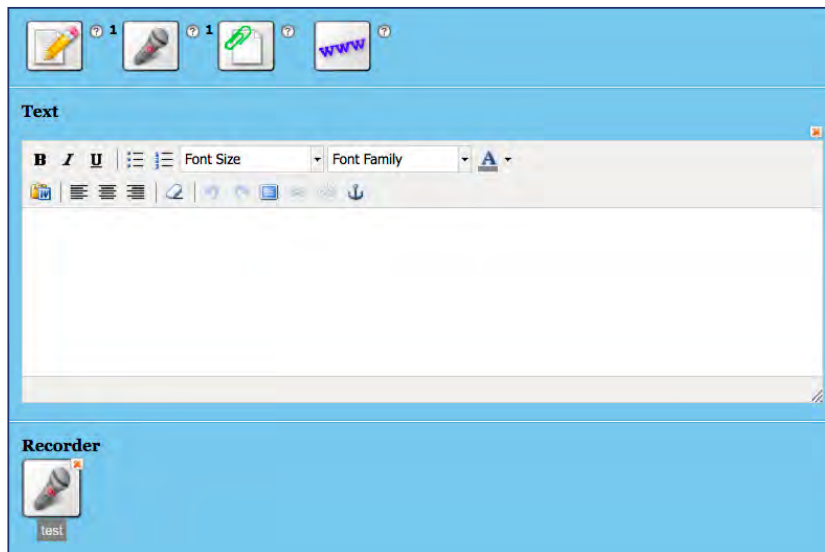 ? 1 ? 1 ? www ?
Text
B I U Font Size Font Family A
W
Recorder
test